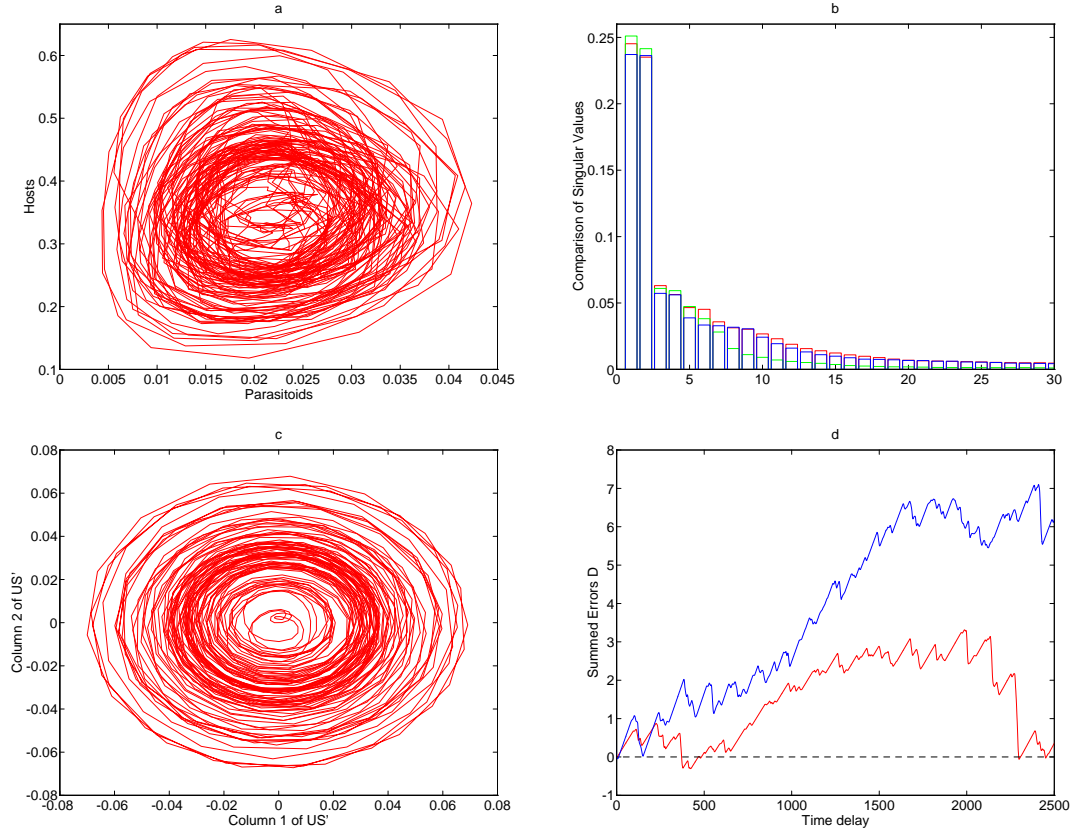 a
Hosts
0.6
0.5
0.4
0.3
0.2
0.1
0 0.005 0.01 0.015 0.02 0.025 0.03 0.035 0.04 0.045
Parasitoids
b
Comparison of Singular Values
0.25
0.2
0.15
0.1
0.05
0
0 5 10 15 20 25 30
c
Column 2 of US'
0.08
0.06
0.04
0.02
0
-0.02
-0.04
-0.06
-0.08
-0.08 -0.06 -0.04 -0.02 0 0.02 0.04 0.06 0.08
Column 1 of US'
d
Summed Errors D
8
7
6
5
4
3
2
1
0
-1
0 500 1000 1500 2000 2500
Time delay